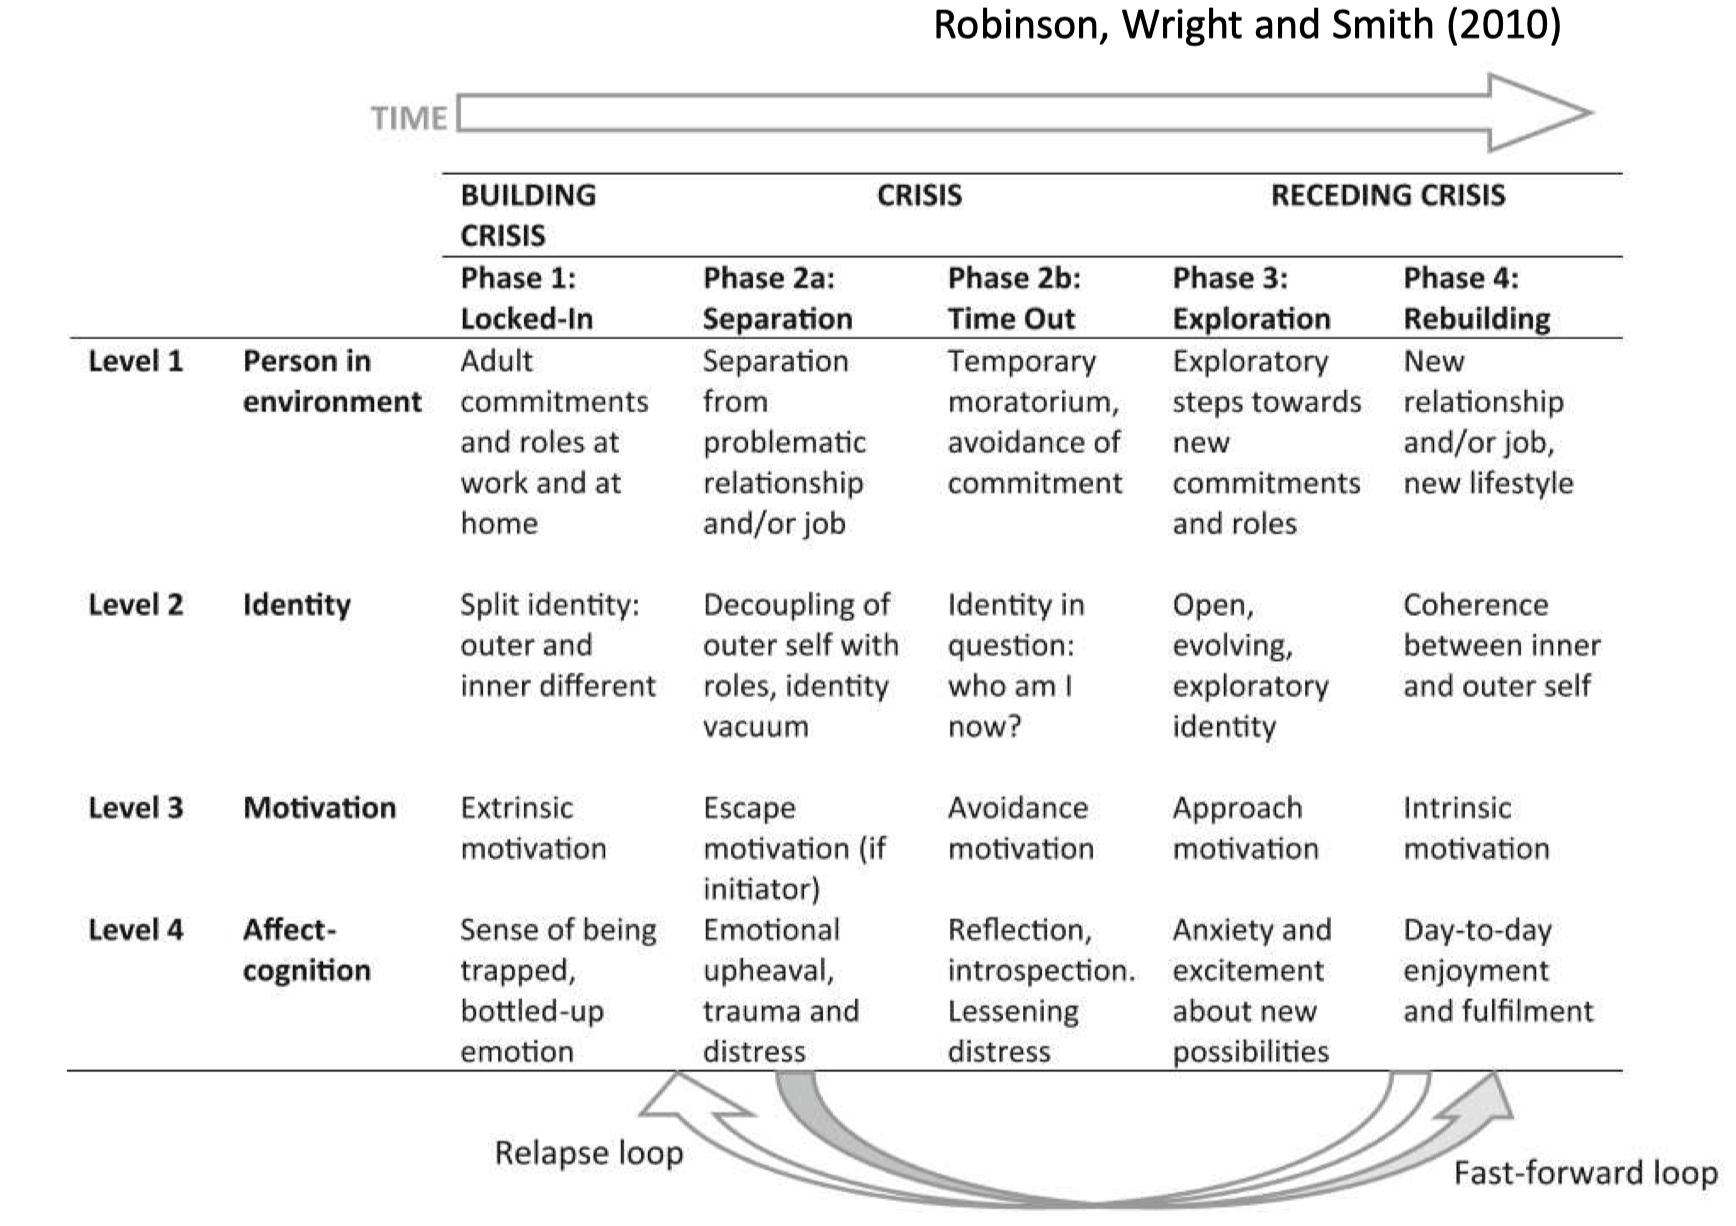 Robinson, Wright and Smith (2010)
TIME
BUILDING CRISIS RECEDING CRISIS
CRISIS
Phase 1: Phase 2a: Phase 2b: Phase 3: Phase 4:
Locked-In Separation Time Out Exploration Rebuilding
Level 1 Person in Adult Separation Temporary Exploratory New
environment commitments from moratorium, steps towards relationship
and roles at problematic avoidance of new and/or job,
work and at relationship commitment commitments new lifestyle
home and/or job and roles
Level 2 Identity Split identity: Decoupling of Identity in Open, Coherence
outer and outer self with question: evolving, between inner
inner different roles, identity who am I exploratory and outer self
vacuum now? identity
Level 3 Motivation Extrinsic Escape Avoidance Approach Intrinsic
motivation motivation (if motivation motivation motivation
initiator)
Level 4 Affect- Sense of being Emotional Reflection, Anxiety and Day-to-day
cognition trapped, upheaval, introspection. excitement enjoyment
bottled-up trauma and Lessening about new and fulfilment
emotion distress distress possibilities
Relapse loop
Fast-forward loop